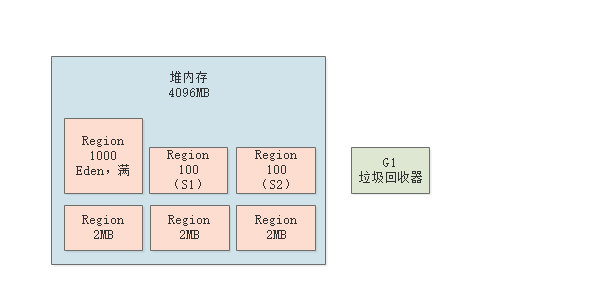 堆内存
4096MB
Region
1000
Eden，满
Region
100
（S1）
Region
100
（S2）
G1
垃圾回收器
Region
2MB
Region
2MB
Region
2MB